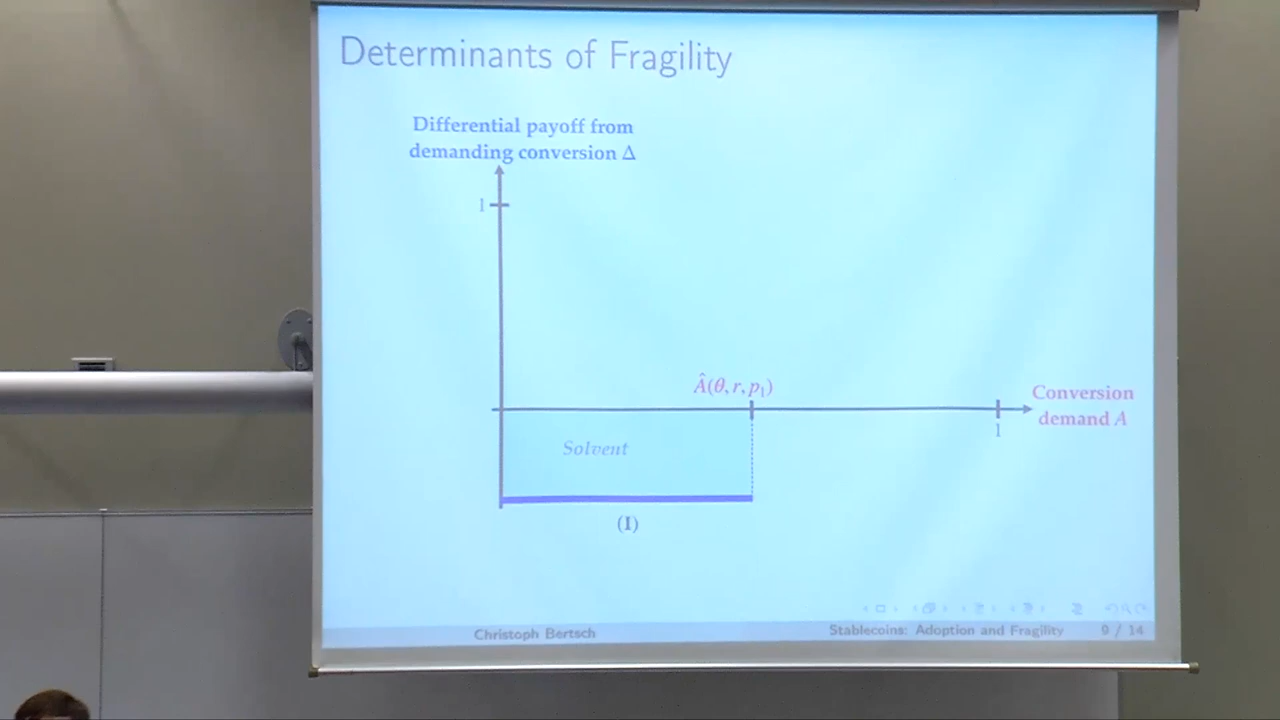 Determinants of Fragility
Differential payoff from
demanding conversion Δ
1
Â(θ, r, p₁)
Conversion
demand A
1
Solvent
(I)
Christoph Bertsch
Stablecoins: Adoption and Fragility
9 / 14